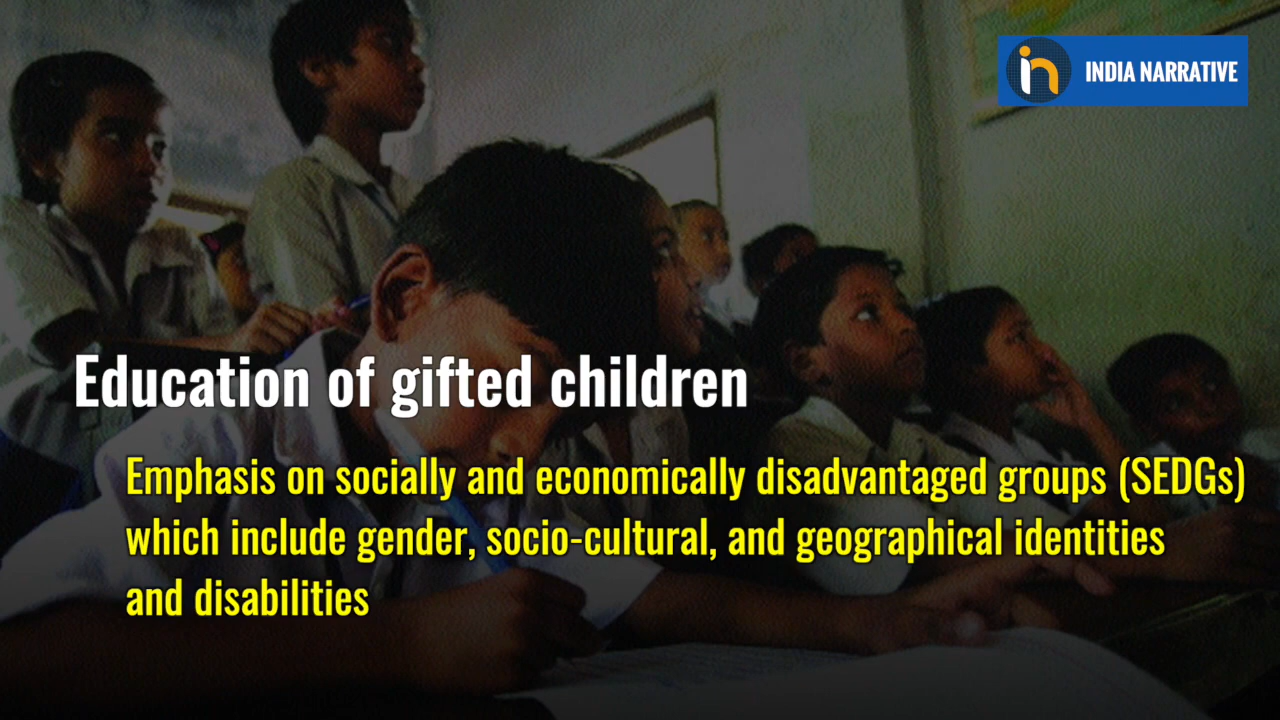 INDIA NARRATIVE
Education of gifted children
Emphasis on socially and economically disadvantaged groups (SEDGs)
which include gender, socio-cultural, and geographical identities
and disabilities